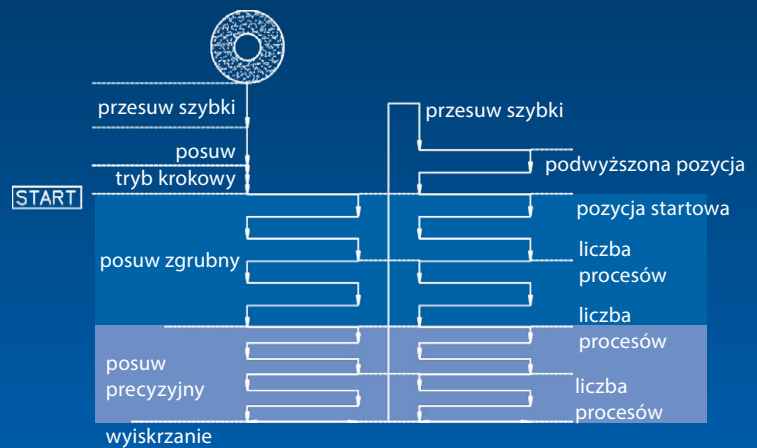 przesuw szybki
posuw
tryb krokowy
START
posuw zgrubny
posuw
precyzyjny
wyiskrzanie
przesuw szybki
podwyższona pozycja
pozycja startowa
liczba
procesów
liczba
procesów
liczba
procesów